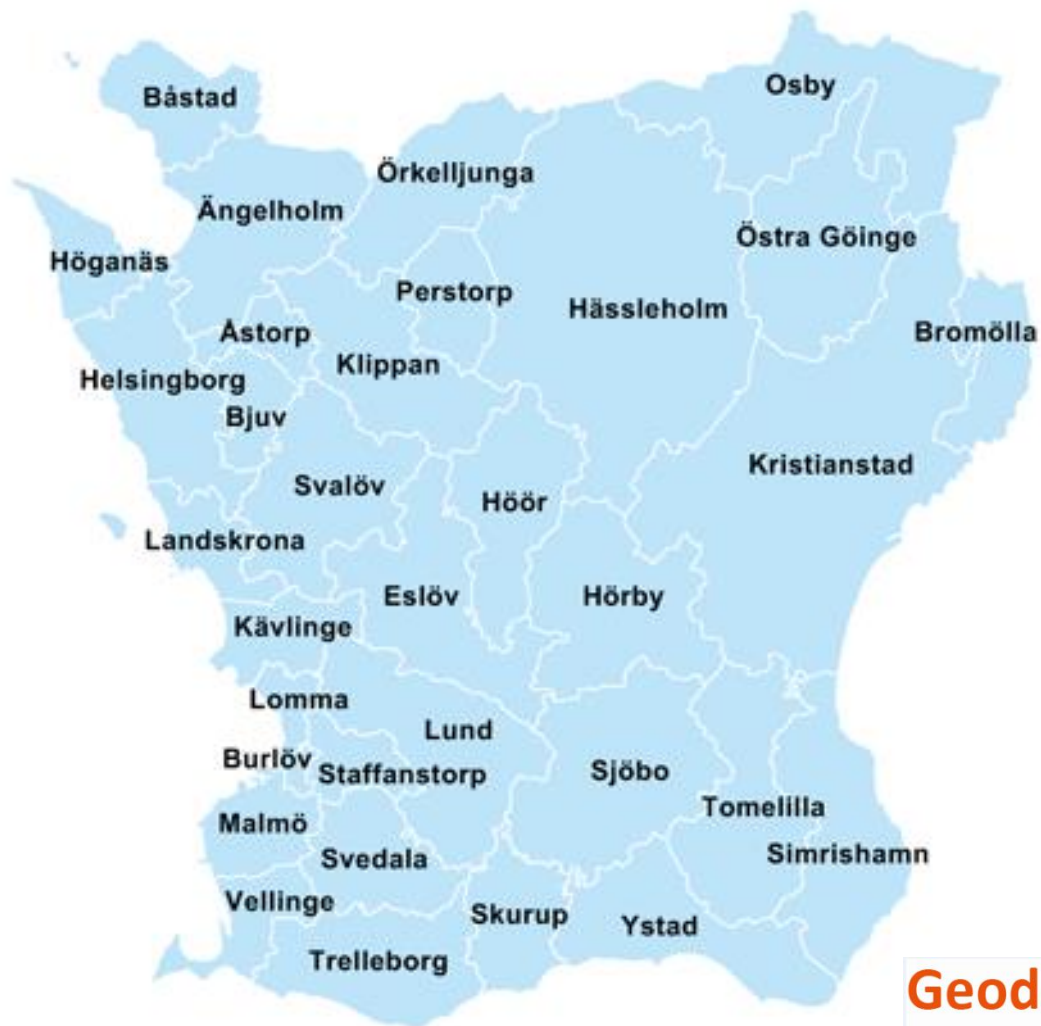 Båstad
Osby
Örkelljunga
Ängelholm
Östra Göinge
Höganäs
Perstorp
Hässleholm
Åstorp
Bromölla
Klippan
Helsingborg
Bjuv
Kristianstad
Svalöv
Höör
Landskrona
Eslöv
Hörby
Kävlinge
Lomma
Lund
Burlöv
Staffanstorp
Sjöbo
Tomelilla
Malmö
Svedala
Simrishamn
Vellinge
Skurup
Ystad
Trelleborg
Geod